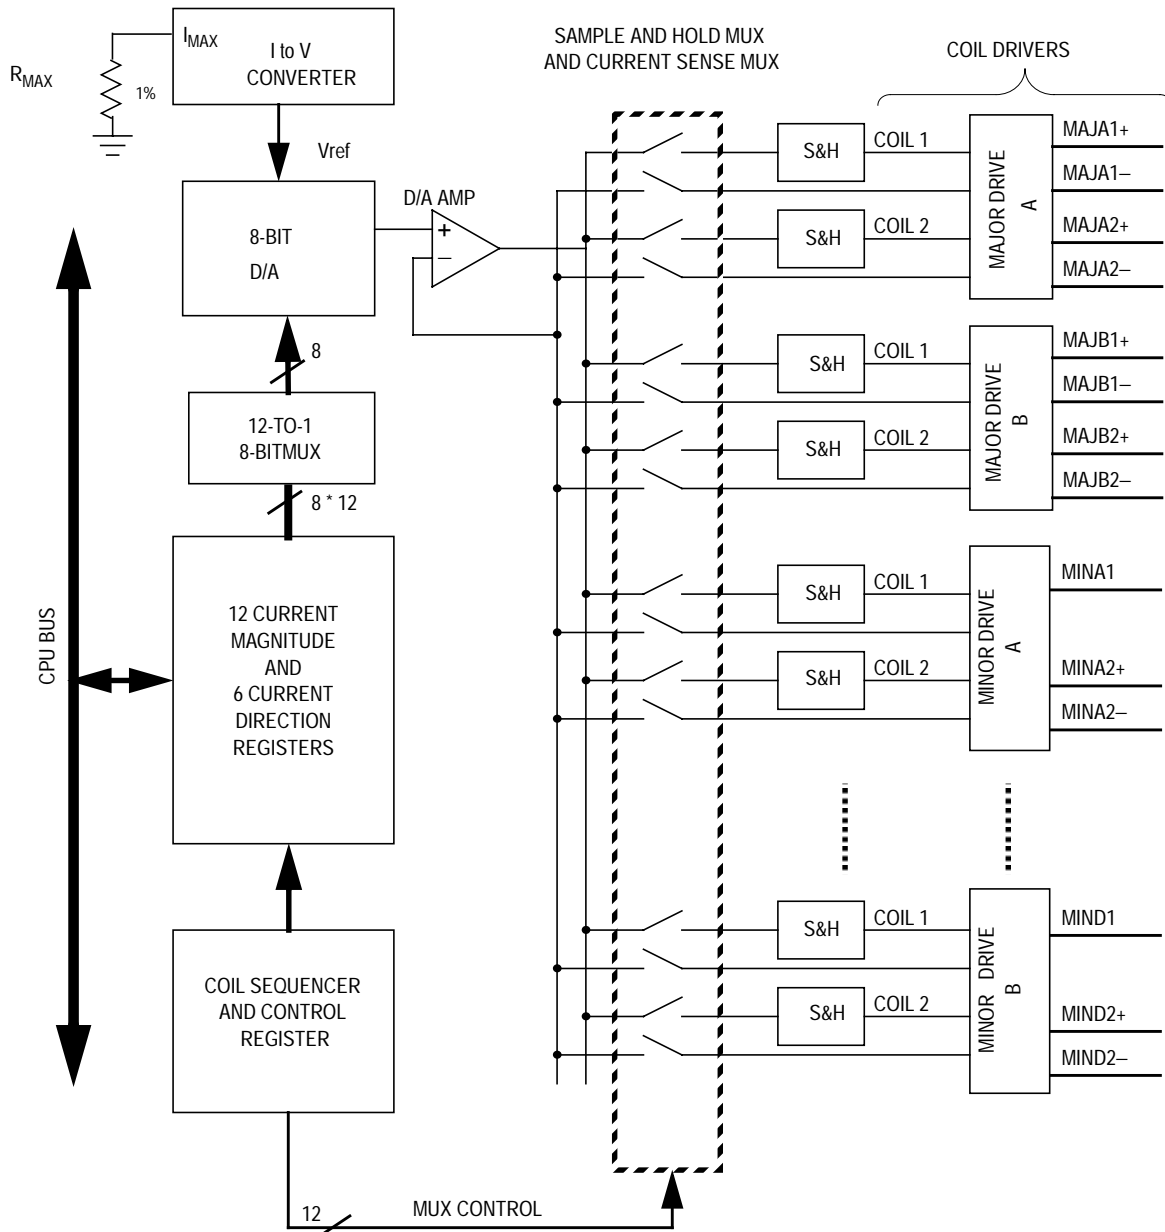 R_MAX
1%
I_MAX
I to V
CONVERTER
Vref
8-BIT
D/A
D/A AMP
+
−
8
12-TO-1
8-BITMUX
8 * 12
CPU BUS
12 CURRENT
MAGNITUDE
AND
6 CURRENT
DIRECTION
REGISTERS
COIL SEQUENCER
AND CONTROL
REGISTER
12
MUX CONTROL
SAMPLE AND HOLD MUX
AND CURRENT SENSE MUX
COIL DRIVERS
S&H
COIL 1
S&H
COIL 2
MAJOR DRIVE
A
MAJA1+
MAJA1−
MAJA2+
MAJA2−
S&H
COIL 1
S&H
COIL 2
MAJOR DRIVE
B
MAJB1+
MAJB1−
MAJB2+
MAJB2−
S&H
COIL 1
S&H
COIL 2
MINOR DRIVE
A
MINA1
MINA2+
MINA2−
S&H
COIL 1
S&H
COIL 2
MINOR DRIVE
B
MIND1
MIND2+
MIND2−